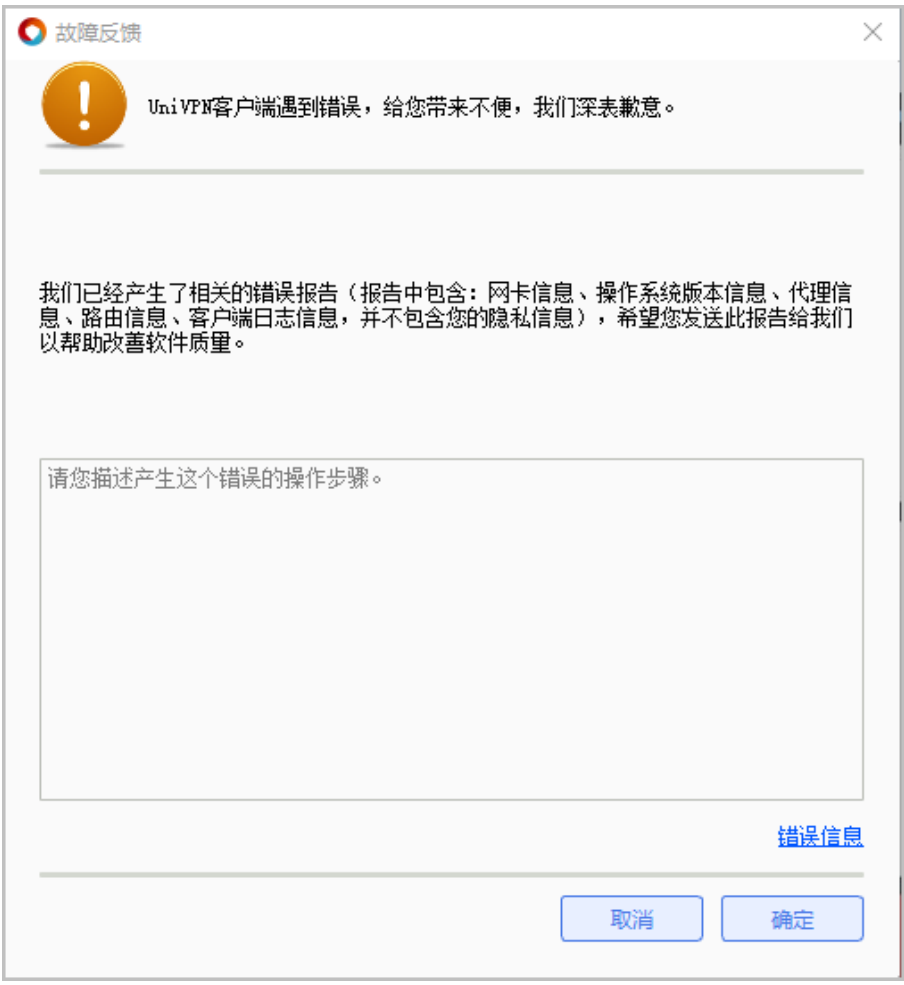 故障反馈
UniVPN客户端遇到错误，给您带来不便，我们深表歉意。
我们已经产生了相关的错误报告（报告中包含：网卡信息、操作系统版本信息、代理信
息、路由信息、客户端日志信息，并不包含您的隐私信息），希望您发送此报告给我们
以帮助改善软件质量。
请您描述产生这个错误的操作步骤。
错误信息
取消
确定